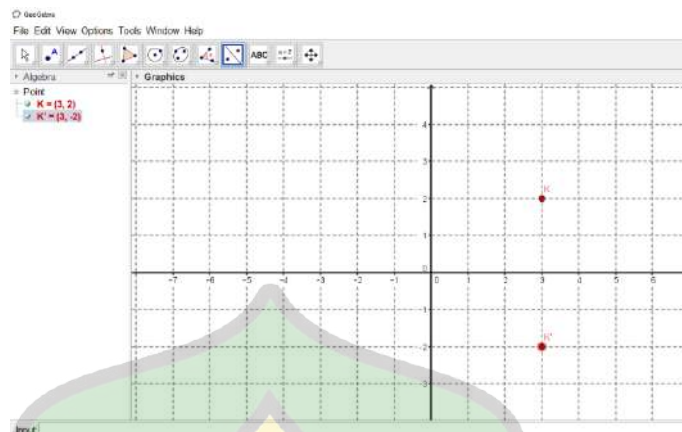 GeoGebra
File Edit View Options Tools Window Help
ABC
a=2
Algebra
Graphics
Point
K = (3, 2)
K' = (3, -2)
4
3
2
1
0
-7 -6 -5 -4 -3 -2 -1 0 1 2 3 4 5 6
-1
-2
-3
K
K'
Input